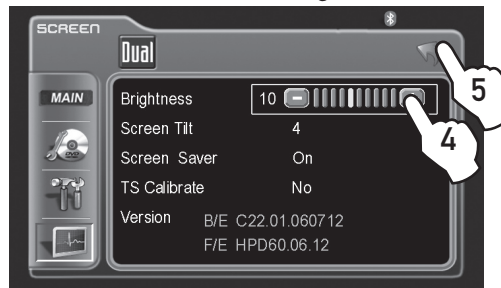 SCREEN
Dual
MAIN
Brightness 10
Screen Tilt 4
Screen Saver On
TS Calibrate No
Version B/E C22.01.060712
F/E HPD60.06.12
DVD
5
4